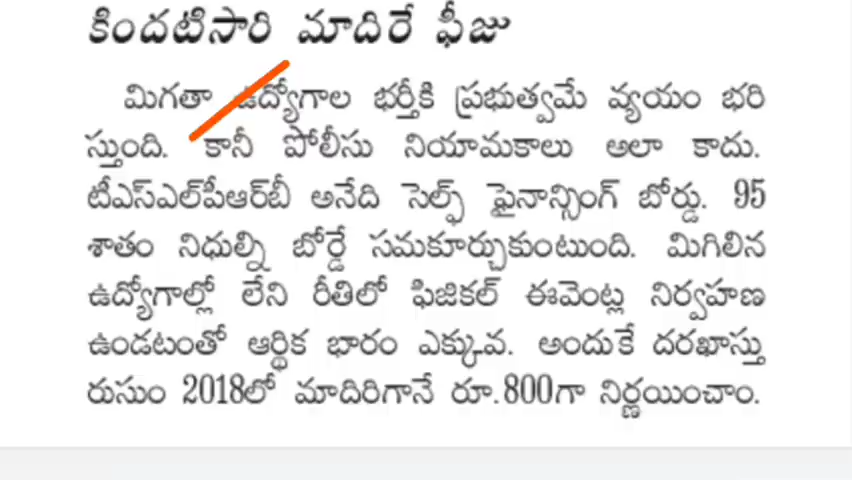 కిందటిసారి మాదిరే ఫీజు
మిగతా ఉద్యోగాల భర్తీకి ప్రభుత్వమే వ్యయం భరి
స్తుంది. కానీ పోలీసు నియామకాలు అలా కాదు.
టీఎస్ఎల్‌పీఆర్‌బీ అనేది సెల్ఫ్ ఫైనాన్సింగ్ బోర్డు. 95
శాతం నిధుల్ని బోర్డే సమకూర్చుకుంటుంది. మిగిలిన
ఉద్యోగాల్లో లేని రీతిలో ఫిజికల్ ఈవెంట్ల నిర్వహణ
ఉండటంతో ఆర్థిక భారం ఎక్కువ. అందుకే దరఖాస్తు
రుసుం 2018లో మాదిరిగానే రూ.800గా నిర్ణయించాం.